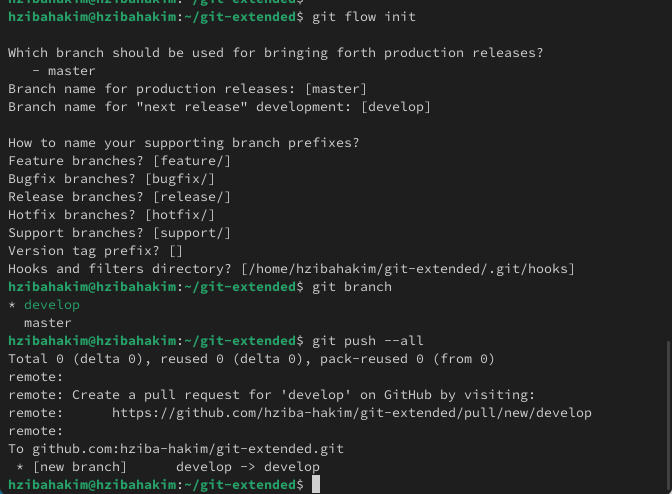 hzibahakim@hzibahakim:~/git-extended$ git flow init

Which branch should be used for bringing forth production releases?
   - master
Branch name for production releases: [master]
Branch name for "next release" development: [develop]

How to name your supporting branch prefixes?
Feature branches? [feature/]
Bugfix branches? [bugfix/]
Release branches? [release/]
Hotfix branches? [hotfix/]
Support branches? [support/]
Version tag prefix? []
Hooks and filters directory? [/home/hzibahakim/git-extended/.git/hooks]
hzibahakim@hzibahakim:~/git-extended$ git branch
* develop
  master
hzibahakim@hzibahakim:~/git-extended$ git push --all
Total 0 (delta 0), reused 0 (delta 0), pack-reused 0 (from 0)
remote:
remote: Create a pull request for 'develop' on GitHub by visiting:
remote:      https://github.com/hziba-hakim/git-extended/pull/new/develop
remote:
To github.com:hziba-hakim/git-extended.git
 * [new branch]      develop -> develop
hzibahakim@hzibahakim:~/git-extended$